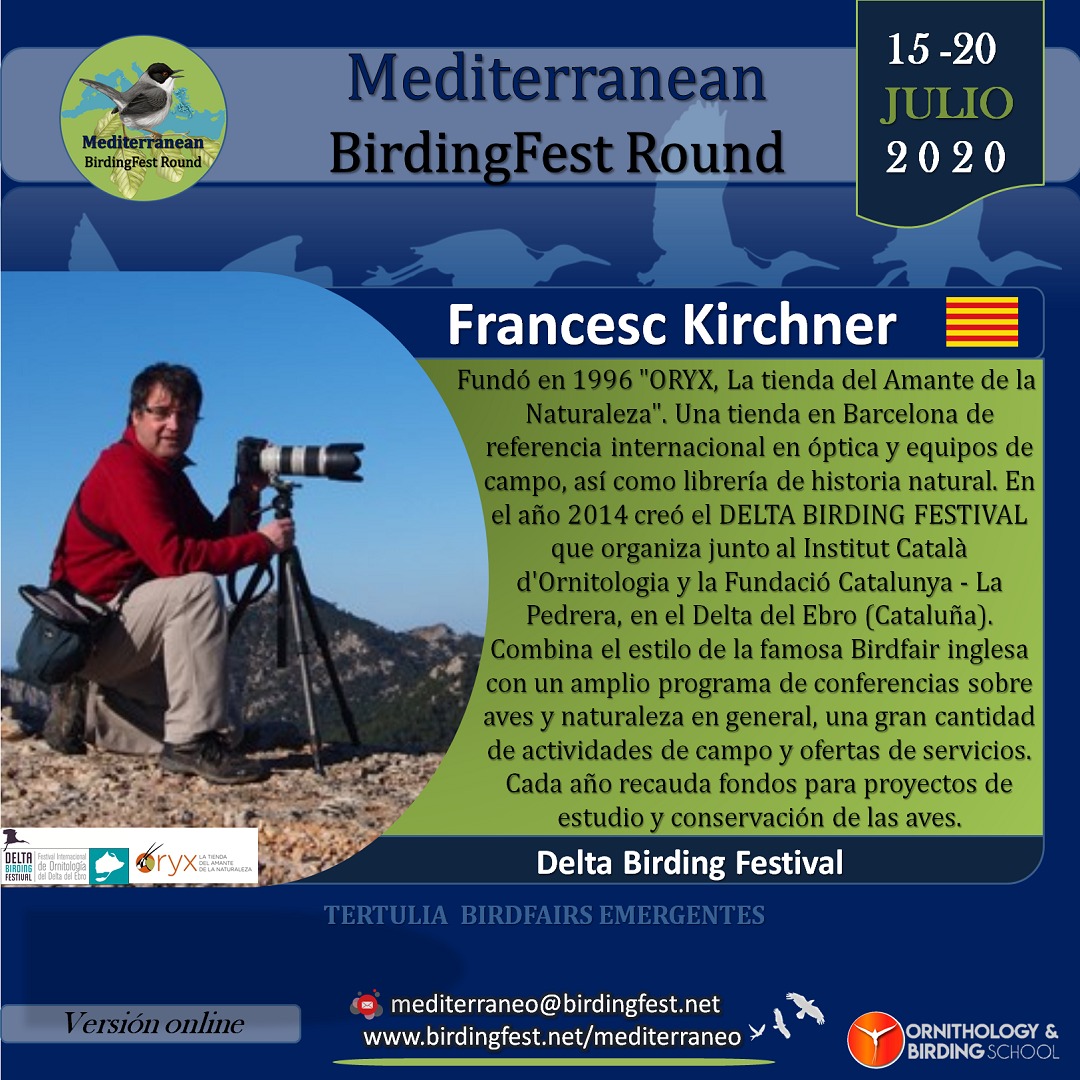 Mediterranean
BirdingFest Round
15-20
JULIO
2020
Mediterranean
BirdingFest Round
Francesc Kirchner
Fundó en 1996 "ORYX, La tienda del Amante de la
Naturaleza". Una tienda en Barcelona de
referencia internacional en óptica y equipos de
campo, así como librería de historia natural. En
el año 2014 creó el DELTA BIRDING FESTIVAL
que organiza junto al Institut Català
d'Ornitologia y la Fundació Catalunya - La
Pedrera, en el Delta del Ebro (Cataluña).
Combina el estilo de la famosa Birdfair inglesa
con un amplio programa de conferencias sobre
aves y naturaleza en general, una gran cantidad
de actividades de campo y ofertas de servicios.
Cada año recauda fondos para proyectos de
estudio y conservación de las aves.
DELTA
BIRDING
FESTIVAL
Festival Internacional
de Ornitología
del Delta del Ebro
Oryx
LA TIENDA
DEL AMANTE
DE LA NATURALEZA
Delta Birding Festival
TERTULIA BIRDFAIRS EMERGENTES
Versión online
mediterraneo@birdingfest.net
www.birdingfest.net/mediterraneo
ORNITHOLOGY &
BIRDING SCHOOL